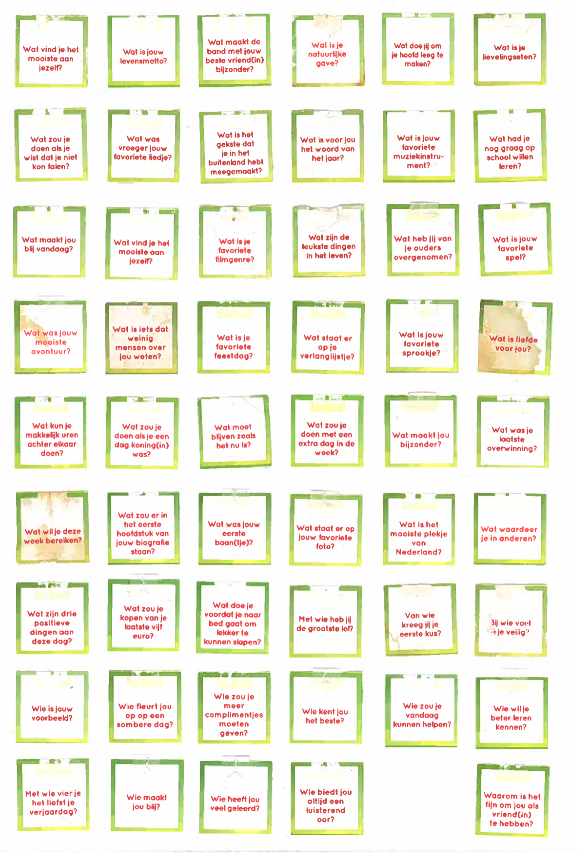 Wat vind je het
mooiste aan
jezelf?
Wat is jouw
levensmotto?
Wat maakt de
band met jouw
beste vriend(in)
bijzonder?
Wat is je
natuurlijke
gave?
Wat doe jij om
je hoofd leeg te
maken?
Wat is je
lievelingseten?
Wat zou je
doen als je
wist dat je niet
kon falen?
Wat was
vroeger jouw
favoriete liedje?
Wat is het
gekste dat
je in het
buitenland hebt
meegemaakt?
Wat is voor jou
het woord van
het jaar?
Wat is jouw
favoriete
muziekinstru-
ment?
Wat had je
nog graag op
school willen
leren?
Wat maakt jou
blij vandaag?
Wat vind je het
mooiste aan
jezelf?
Wat is je
favoriete
filmgenre?
Wat zijn de
leukste dingen
in het leven?
Wat heb jij van
je ouders
overgenomen?
Wat is jouw
favoriete
spel?
Wat was jouw
mooiste
avontuur?
Wat is iets dat
weinig
mensen over
jou weten?
Wat is je
favoriete
feestdag?
Wat staat er
op je
verlanglijstje?
Wat is jouw
favoriete
sprookje?
Wat is liefde
voor jou?
Wat kun je
makkelijk uren
achter elkaar
doen?
Wat zou je
doen als je een
dag koning(in)
was?
Wat moet
blijven zoals
het nu is?
Wat zou je
doen met een
extra dag in de
week?
Wat maakt jou
bijzonder?
Wat was je
laatste
overwinning?
Wat wil je deze
week bereiken?
Wat zou er in
het eerste
hoofdstuk van
jouw biografie
staan?
Wat was jouw
eerste
baan(tje)?
Wat staat er op
jouw favoriete
foto?
Wat is het
mooiste plekje
van
Nederland?
Wat waardeer
je in anderen?
Wat zijn drie
positieve
dingen aan
deze dag?
Wat zou je
kopen van je
laatste vijf
euro?
Wat doe je
voordat je naar
bed gaat om
lekker te
kunnen slapen?
Met wie heb jij
de grootste lol?
Van wie
kreeg jij je
eerste kus?
Bij wie voel
je je veilig?
Wie is jouw
voorbeeld?
Wie fleurt jou
op op een
sombere dag?
Wie zou je
meer
complimentjes
moeten
geven?
Wie kent jou
het beste?
Wie zou je
vandaag
kunnen helpen?
Wie wil je
beter leren
kennen?
Met wie vier je
het liefst je
verjaardag?
Wie maakt
jou blij?
Wie heeft jou
veel geleerd?
Wie biedt jou
altijd een
luisterend
oor?
Waarom is het
fijn om jou als
vriend(in)
te hebben?